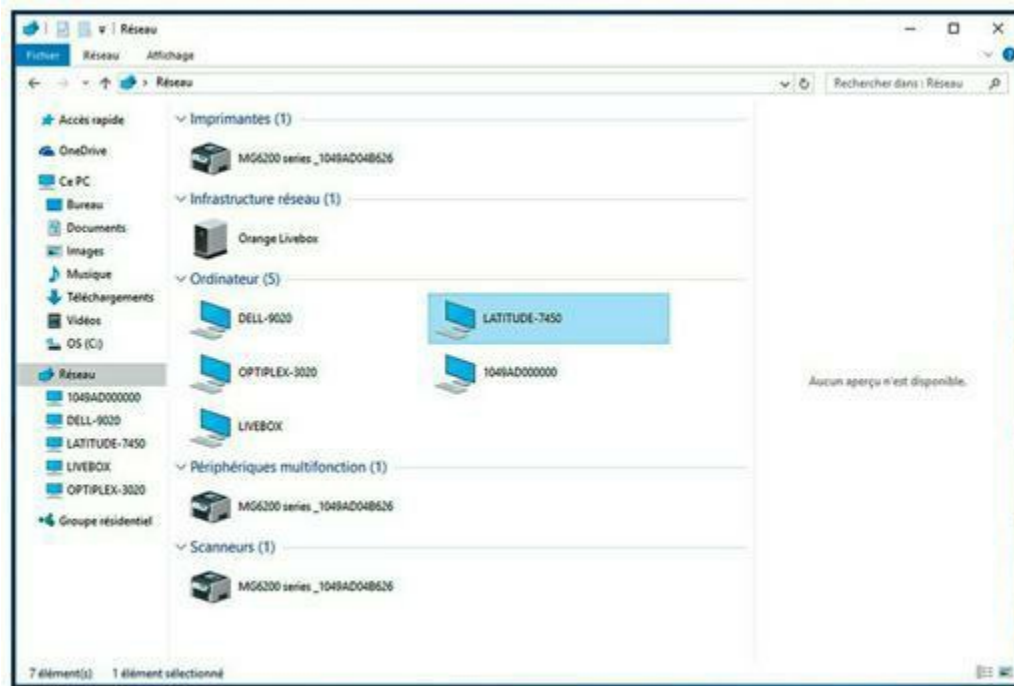 Réseau
Fichier Réseau Affichage
Réseau
Rechercher dans : Réseau
Accès rapide
OneDrive
Ce PC
Bureau
Documents
Images
Musique
Téléchargements
Vidéos
OS (C:)
Réseau
1049AD000000
DELL-9020
LATITUDE-7450
LIVEBOX
OPTIPLEX-3020
Groupe résidentiel
Imprimantes (1)
MG6200 series _1049AD04B626
Infrastructure réseau (1)
Orange Livebox
Ordinateur (5)
DELL-9020
LATITUDE-7450
OPTIPLEX-3020
1049AD000000
LIVEBOX
Périphériques multifonction (1)
MG6200 series _1049AD04B626
Scanneurs (1)
MG6200 series _1049AD04B626
Aucun aperçu n'est disponible.
7 élément(s) 1 élément sélectionné